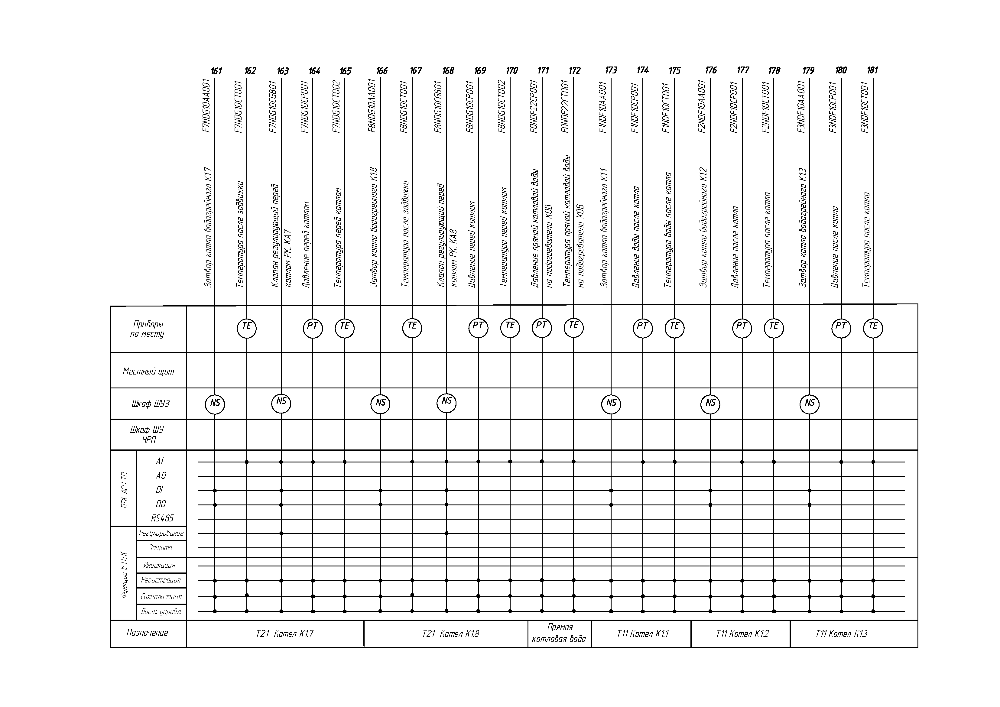 161
162
163
164
165
166
167
168
169
170
171
172
173
174
175
176
177
178
179
180
181
F7NDG10AA001
F7NDG10CT001
F7NDG10CG801
F7NDG10CP001
F7NDG10CT002
F8NDG10AA001
F8NDG10CT001
F8NDG10CG801
F8NDG10CP001
F8NDG10CT002
F0NDF22CP001
F0NDF22CT001
F1NDF10AA001
F1NDF10CP001
F1NDF10CT001
F2NDF10AA001
F2NDF10CP001
F2NDF10CT001
F3NDF10AA001
F3NDF10CP001
F3NDF10CT001
Затвор котла водогрейного К1.7
Температура после задвижки
Клапан регулирующий перед
котлом РК. КА7
Давление перед котлом
Температура перед котлом
Затвор котла водогрейного К1.8
Температура после задвижки
Клапан регулирующий перед
котлом РК. КА8
Давление перед котлом
Температура перед котлом
Давление прямой котловой воды
на подогреватели ХОВ
Температура прямой котловой воды
на подогреватели ХОВ
Затвор котла водогрейного К1.1
Давление воды после котла
Температура воды после котла
Затвор котла водогрейного К1.2
Давление после котла
Температура после котла
Затвор котла водогрейного К1.3
Давление после котла
Температура после котла
Приборы
по месту
TE
PT
TE
TE
PT
TE
PT
TE
PT
TE
PT
TE
PT
TE
Местный щит
Шкаф ШУЗ
NS
NS
NS
NS
NS
NS
NS
Шкаф ШУ
ЧРП
ПТК АСУ ТП
AI
AO
DI
DO
RS485
Функции в ПТК
Регулирование
Защита
Индикация
Регистрация
Сигнализация
Дист. управл.
Назначение
Т21 Котел К1.7
Т21 Котел К1.8
Прямая
котловая вода
Т11 Котел К1.1
Т11 Котел К1.2
Т11 Котел К1.3